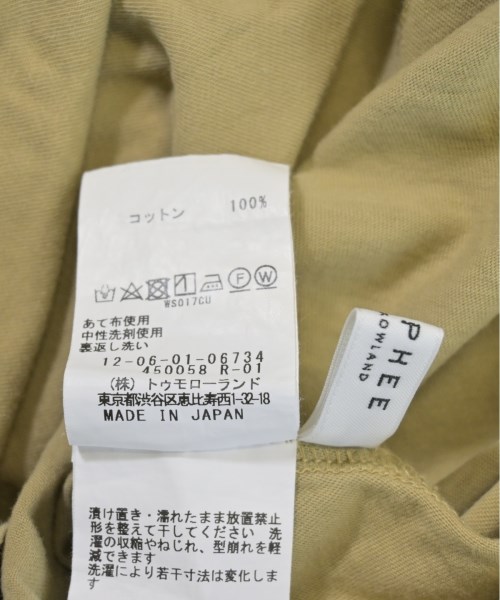 コットン 100%
WS017CU
あて布使用
中性洗剤使用
裏返し洗い
12-06-01-06734
450058 R-01
(株) トゥモローランド
東京都渋谷区恵比寿西1-32-18
MADE IN JAPAN
PHEE
ROWLAND
漬け置き・濡れたまま放置禁止
形を整えて干してください 洗
濯の収縮やねじれ、型崩れを軽
減できます
洗濯により若干寸法は変化しま
す